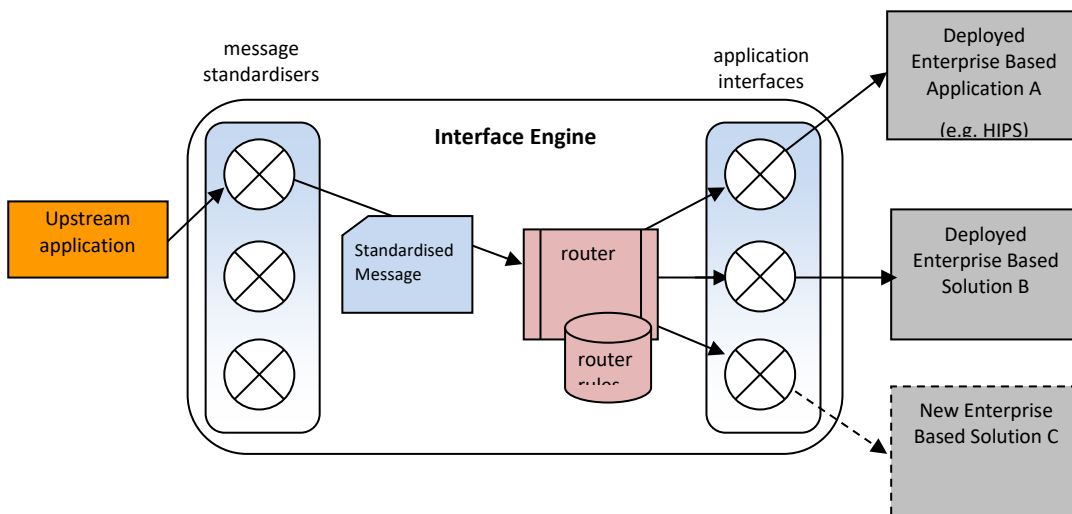 message
standardisers
application
interfaces
Interface Engine
Upstream
application
Standardised
Message
router
router
rules
Deployed
Enterprise Based
Application A
(e.g. HIPS)
Deployed
Enterprise Based
Solution B
New Enterprise
Based Solution C